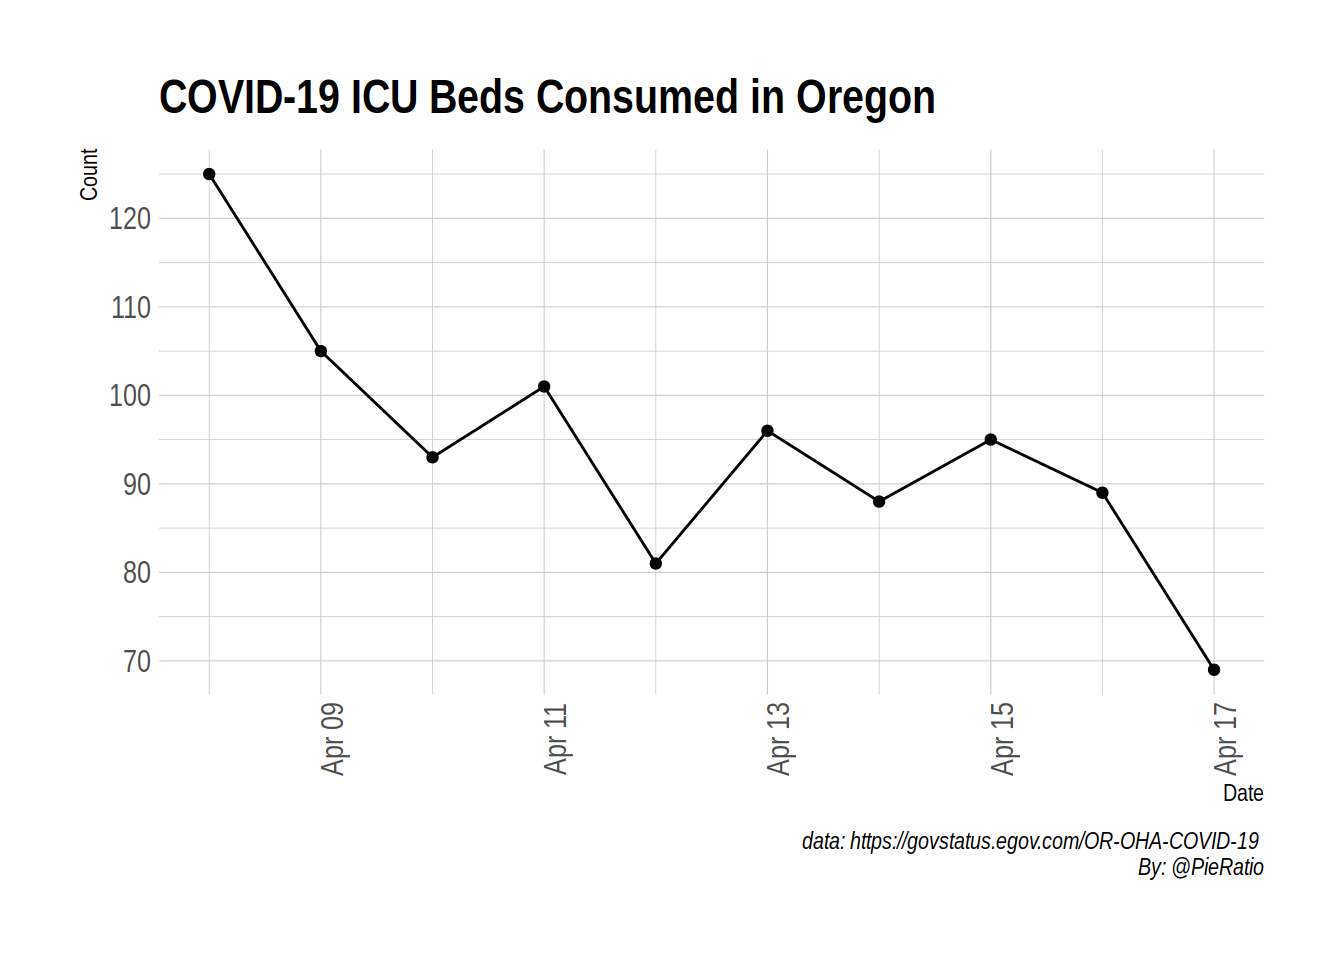 COVID-19 ICU Beds Consumed in Oregon
Count
120
110
100
90
80
70
Apr 09
Apr 11
Apr 13
Apr 15
Apr 17
Date
data: https://govstatus.egov.com/OR-OHA-COVID-19
By: @PieRatio